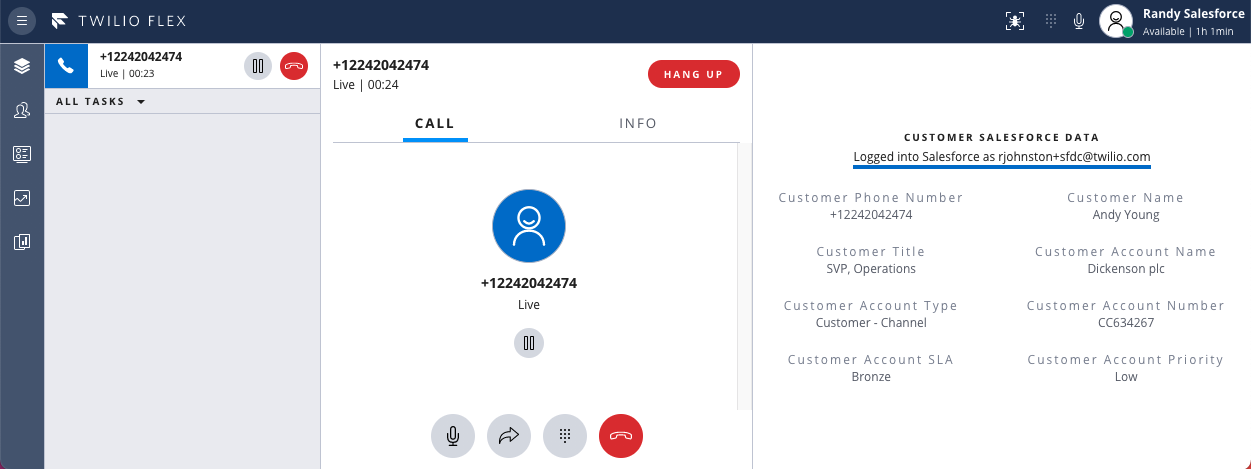 TWILIO FLEX
Randy Salesforce
Available | 1h 1min
+12242042474
Live | 00:23
ALL TASKS
+12242042474
Live | 00:24
HANG UP
CALL
INFO
+12242042474
Live
CUSTOMER SALESFORCE DATA
Logged into Salesforce as rjohnston+sfdc@twilio.com
Customer Phone Number
+12242042474
Customer Name
Andy Young
Customer Title
SVP, Operations
Customer Account Name
Dickenson plc
Customer Account Type
Customer - Channel
Customer Account Number
CC634267
Customer Account SLA
Bronze
Customer Account Priority
Low